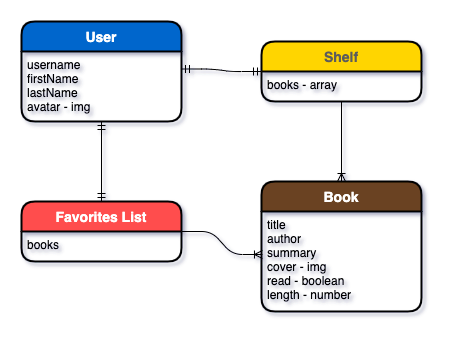 User
username
firstName
lastName
avatar - img
Shelf
books - array
Favorites List
books
Book
title
author
summary
cover - img
read - boolean
length - number